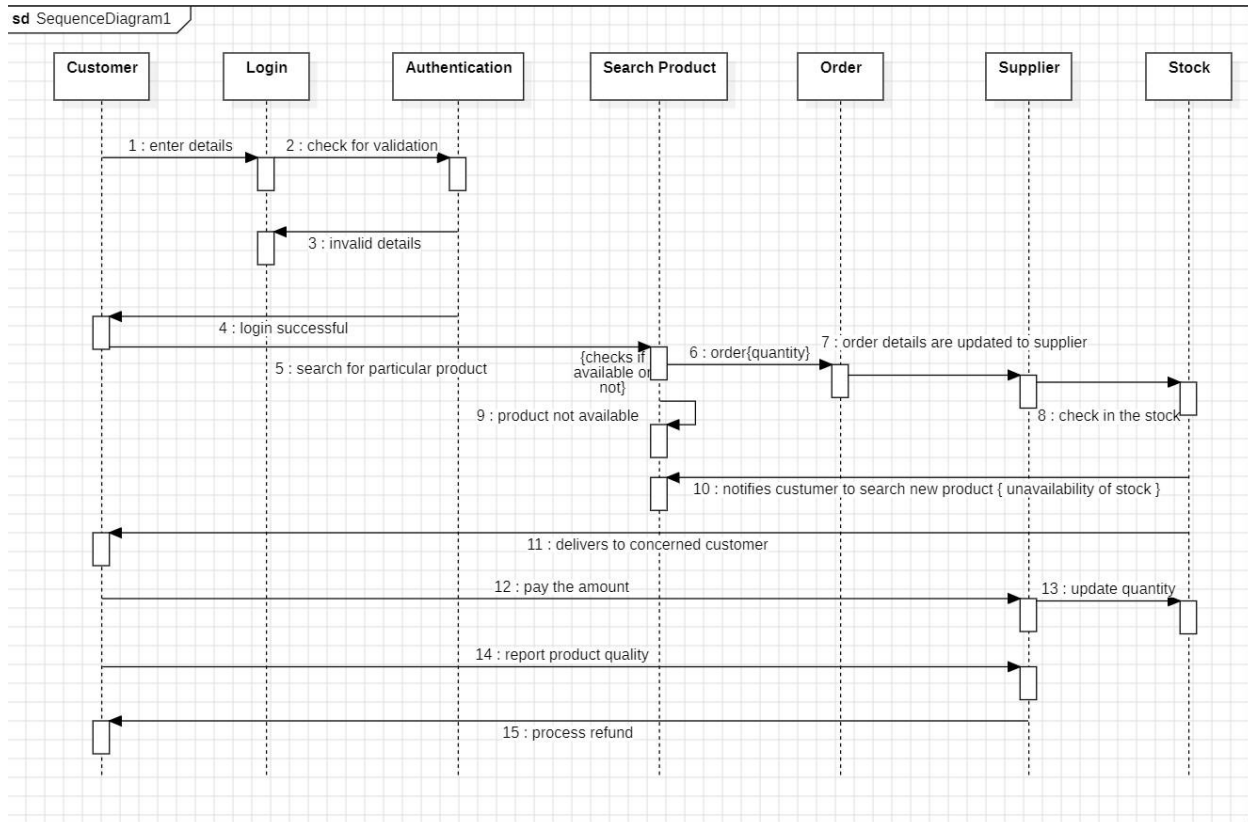 sd SequenceDiagram1
Customer
Login
Authentication
Search Product
Order
Supplier
Stock
1 : enter details
2 : check for validation
3 : invalid details
4 : login successful
5 : search for particular product
{checks if
available or
not}
6 : order{quantity}
7 : order details are updated to supplier
8 : check in the stock
9 : product not available
10 : notifies custumer to search new product { unavailability of stock }
11 : delivers to concerned customer
12 : pay the amount
13 : update quantity
14 : report product quality
15 : process refund